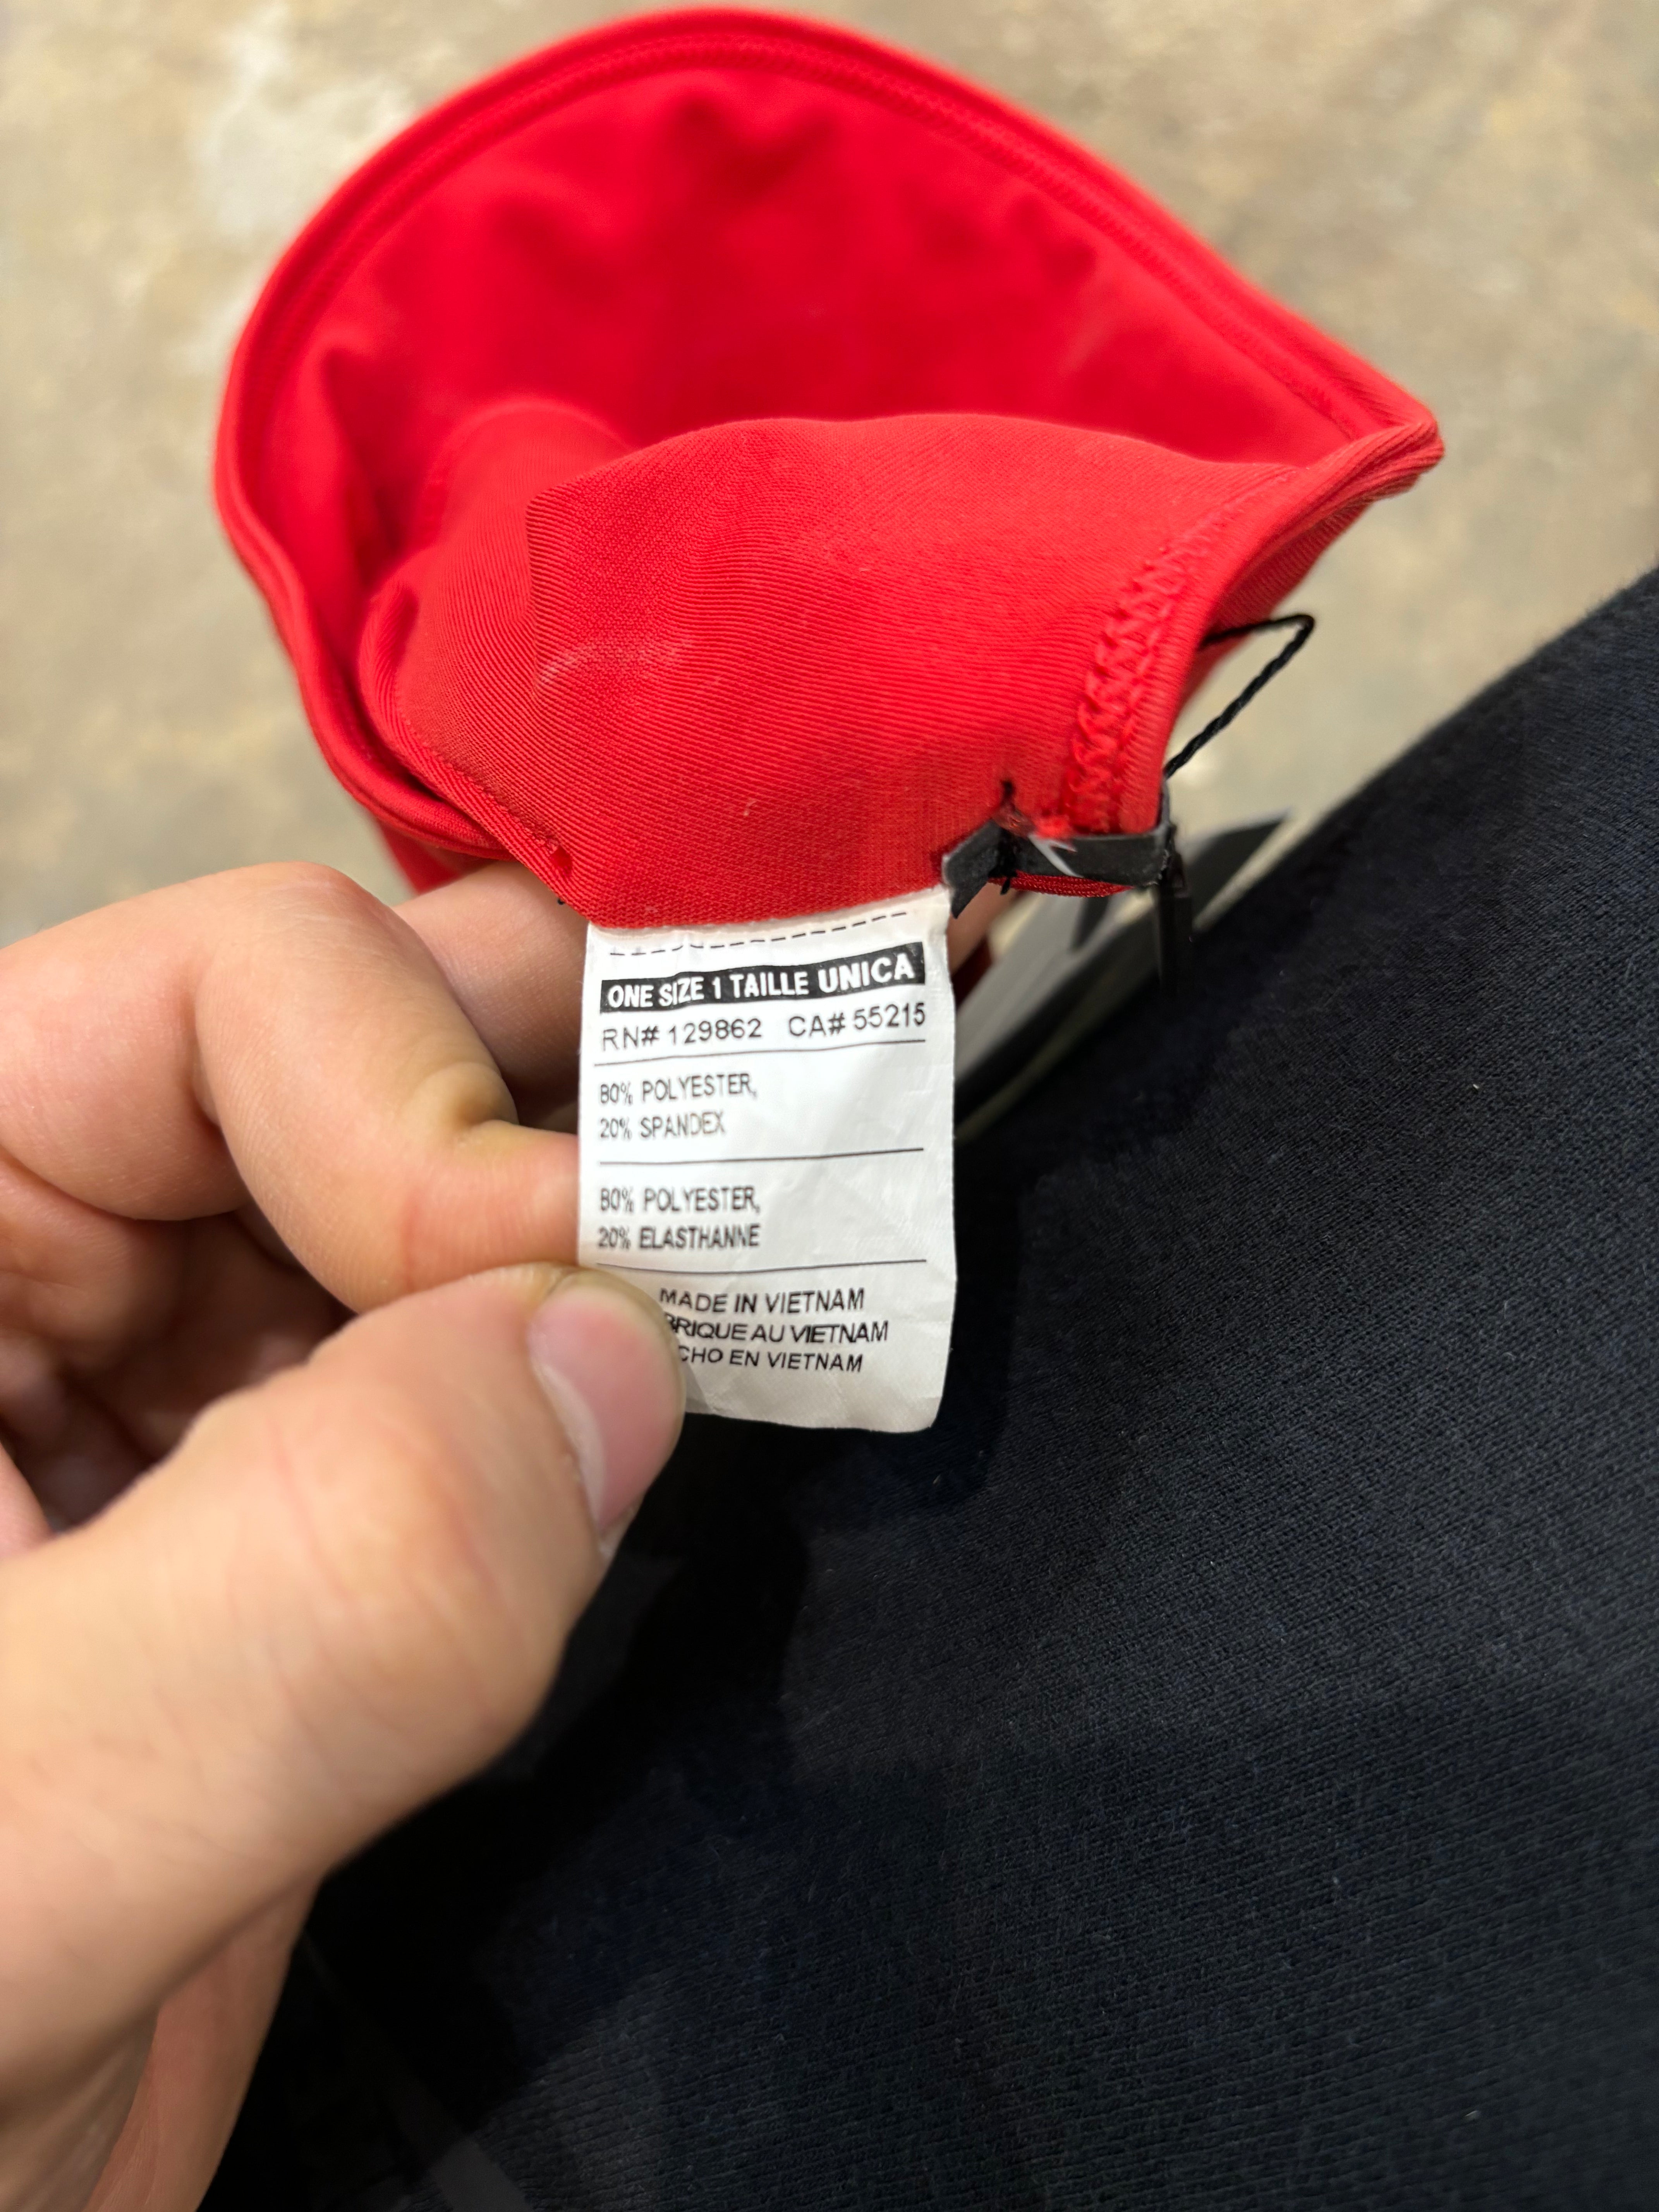 ONE SIZE 1 TAILLE UNICA
RN# 129862 CA# 55215
80% POLYESTER,
20% SPANDEX
80% POLYESTER,
20% ELASTHANNE
MADE IN VIETNAM
BRIQUE AU VIETNAM
CHO EN VIETNAM